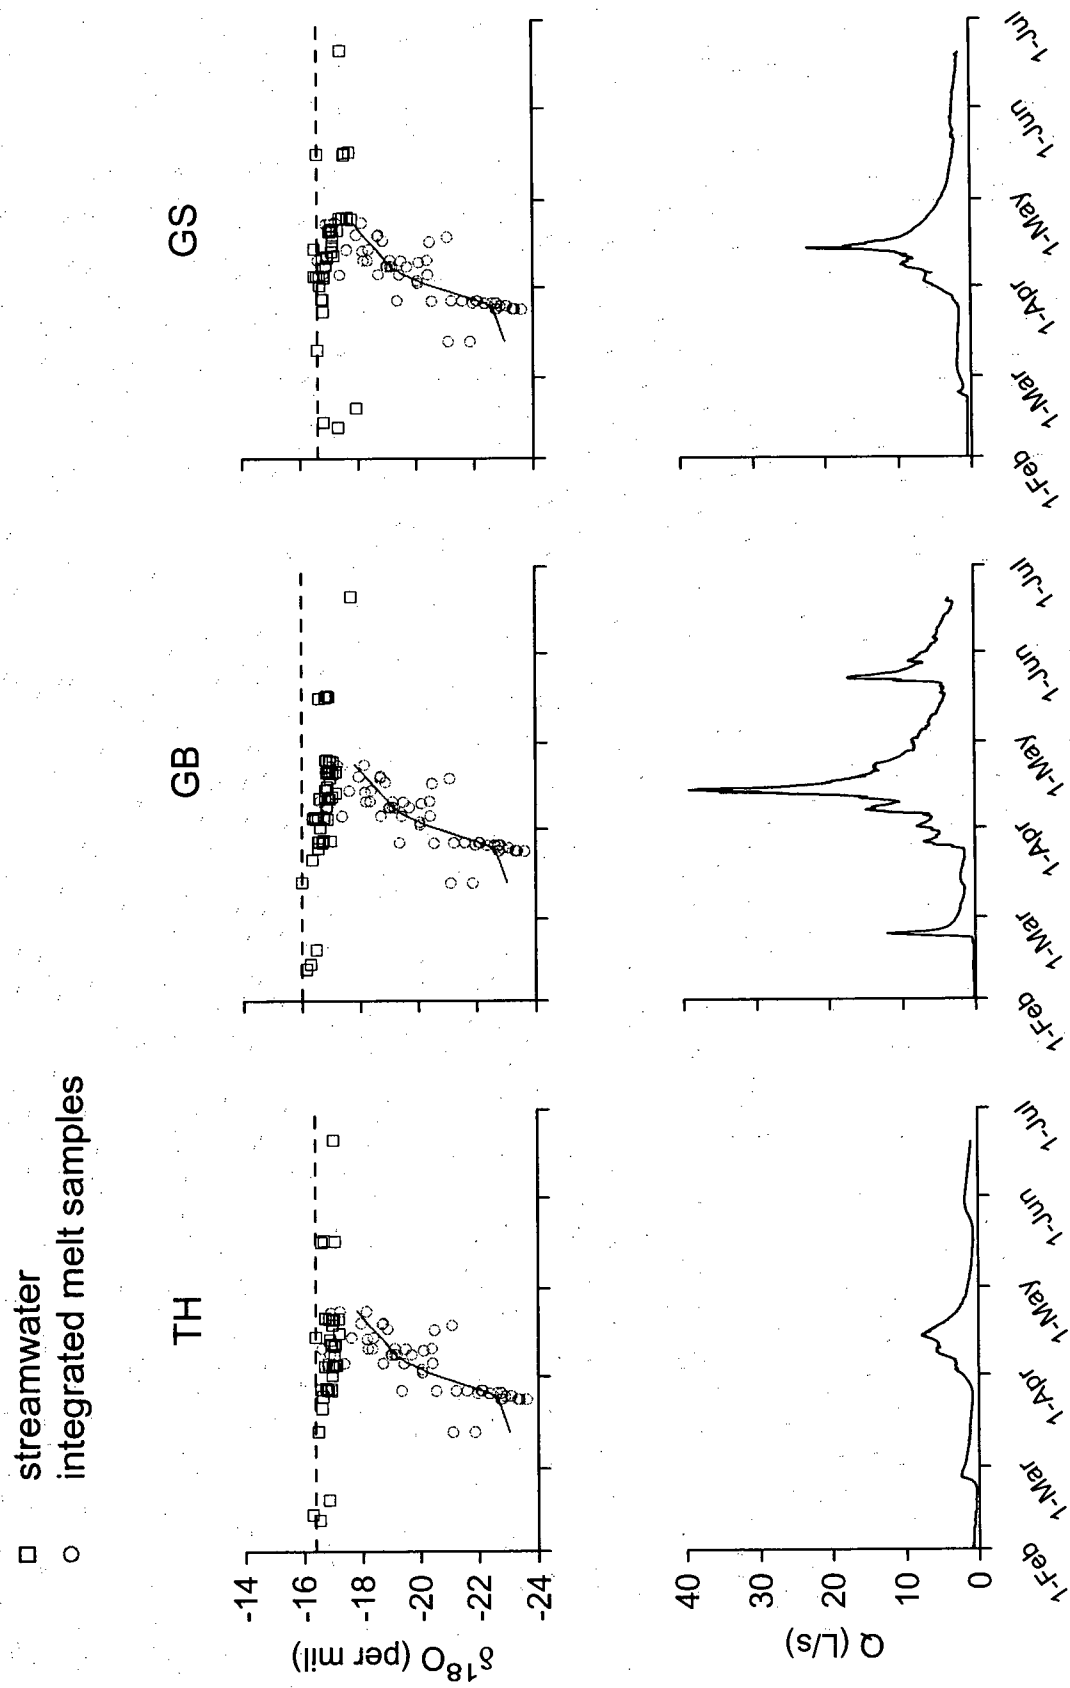 streamwater
integrated melt samples
TH
GB
GS
δ¹⁸O (per mil)
-14
-16
-18
-20
-22
-24
Q (L/s)
40
30
20
10
0
1-Feb
1-Mar
1-Apr
1-May
1-Jun
1-Jul
1-Feb
1-Mar
1-Apr
1-May
1-Jun
1-Jul
1-Feb
1-Mar
1-Apr
1-May
1-Jun
1-Jul